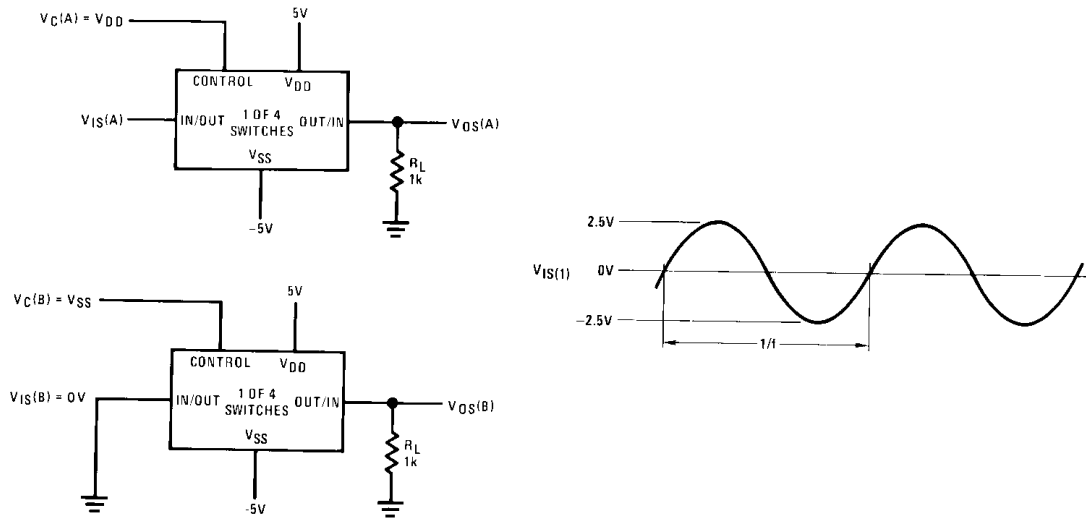 VC(A) = VDD
5V
CONTROL VDD
VIS(A)
IN/OUT 1 OF 4 SWITCHES OUT/IN
VOS(A)
VSS
RL
1k
-5V
VC(B) = VSS
5V
CONTROL VDD
VIS(B) = 0V
IN/OUT 1 OF 4 SWITCHES OUT/IN
VOS(B)
VSS
RL
1k
-5V
2.5V
VIS(1) 0V
-2.5V
1/f